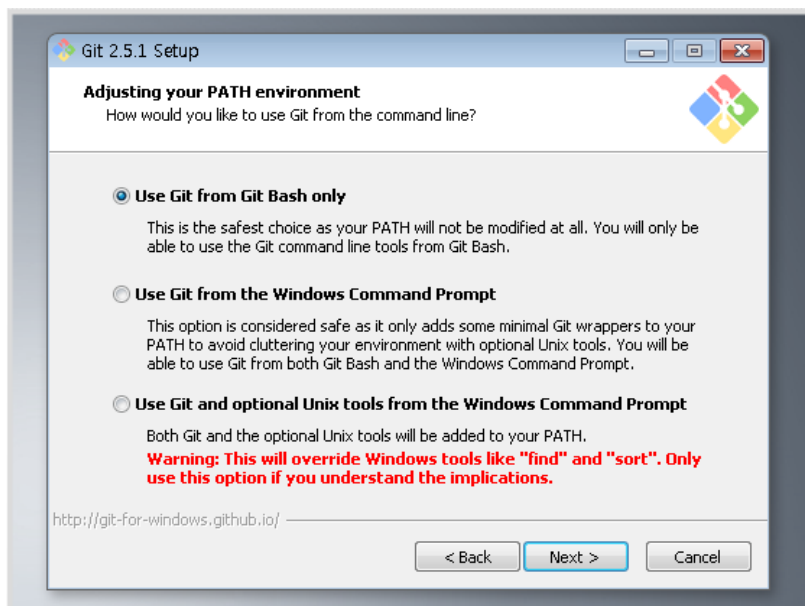 Git 2.5.1 Setup
Adjusting your PATH environment
How would you like to use Git from the command line?
Use Git from Git Bash only
This is the safest choice as your PATH will not be modified at all. You will only be
able to use the Git command line tools from Git Bash.
Use Git from the Windows Command Prompt
This option is considered safe as it only adds some minimal Git wrappers to your
PATH to avoid cluttering your environment with optional Unix tools. You will be
able to use Git from both Git Bash and the Windows Command Prompt.
Use Git and optional Unix tools from the Windows Command Prompt
Both Git and the optional Unix tools will be added to your PATH.
Warning: This will override Windows tools like "find" and "sort". Only
use this option if you understand the implications.
http://git-for-windows.github.io/
< Back Next > Cancel